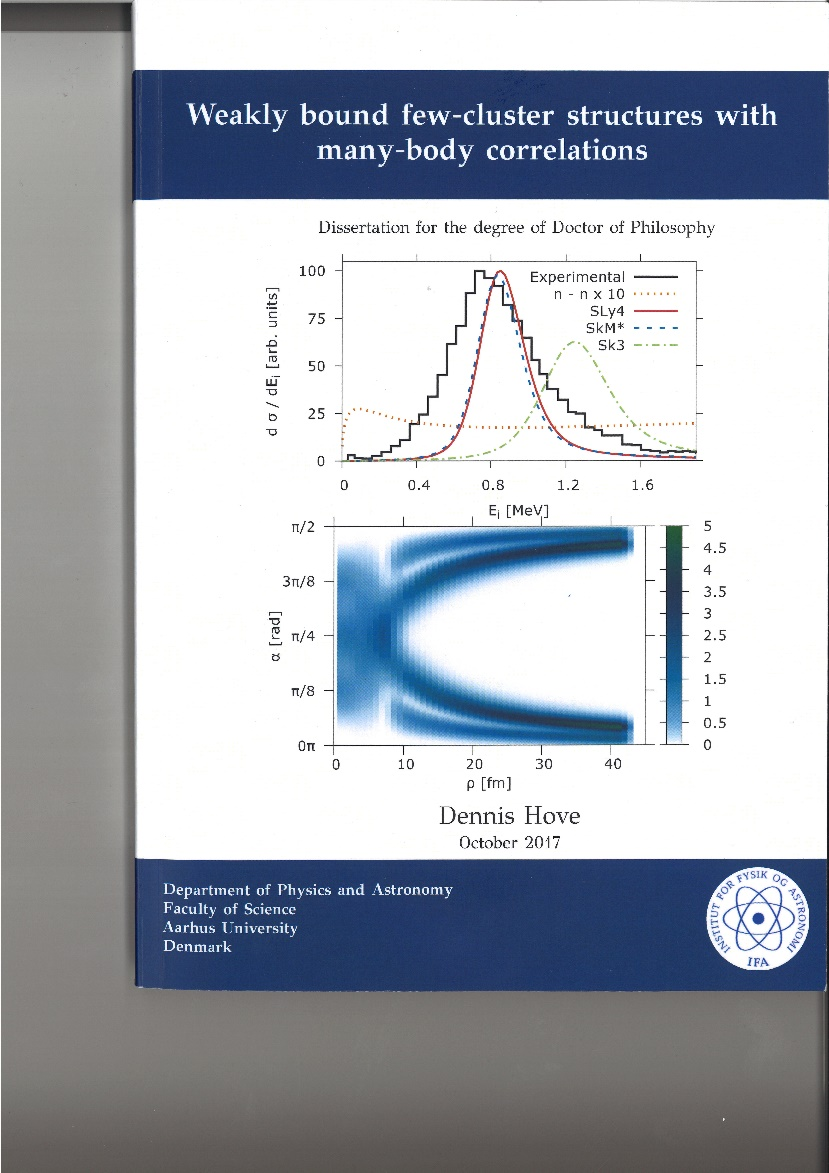 Weakly bound few-cluster structures with
many-body correlations
Dissertation for the degree of Doctor of Philosophy
100
75
50
25
0
d σ / dEᵢ [arb. units]
Experimental
n - n x 10
SLy4
SkM*
Sk3
0 0.4 0.8 1.2 1.6
Eᵢ [MeV]
π/2
3π/8
π/4
π/8
0π
α [rad]
5
4.5
4
3.5
3
2.5
2
1.5
1
0.5
0
0 10 20 30 40
ρ [fm]
Dennis Hove
October 2017
Department of Physics and Astronomy
Faculty of Science
Aarhus University
Denmark
INSTITUT FOR FYSIK OG ASTRONOMI
IFA